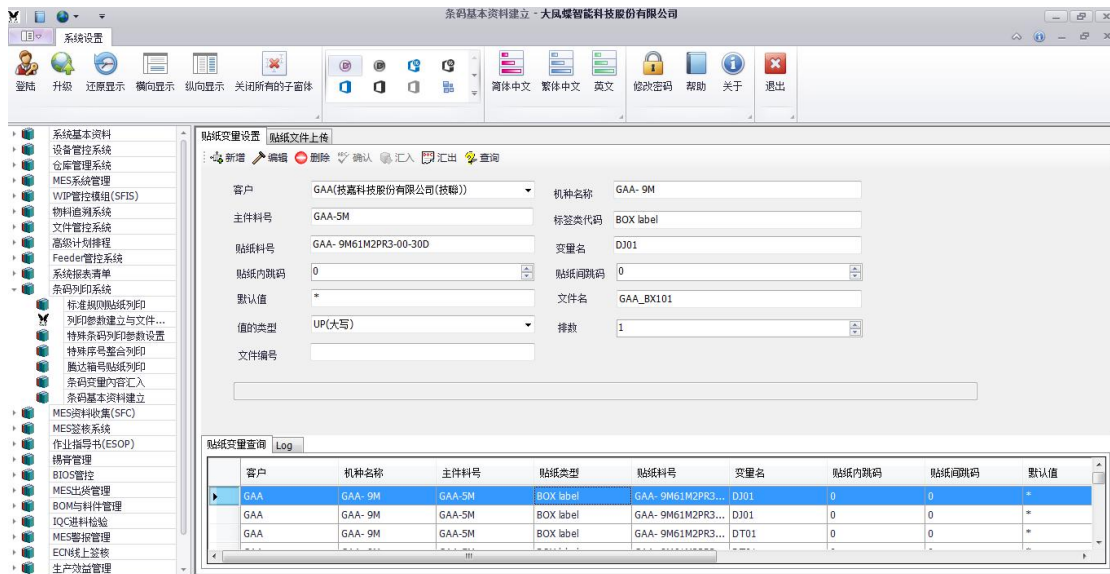 条码基本资料建立 - 大凤蝶智能科技股份有限公司
系统设置
登陆 升级 还原显示 横向显示 纵向显示 关闭所有的子窗体 简体中文 繁体中文 英文 修改密码 帮助 关于 退出
系统基本资料
设备管控系统
仓库管理系统
MES系统管理
WIP管控模组(SFIS)
物料追溯系统
文件管控系统
高级计划排程
Feeder管控系统
系统报表清单
条码列印系统
标准规则贴纸列印
列印参数建立与文件...
特殊条码列印参数设置
特殊序号整合列印
腾达箱号贴纸列印
条码变量内容汇入
条码基本资料建立
MES资料收集(SFC)
MES签核系统
作业指导书(ESOP)
锡膏管理
BIOS管控
MES出货管理
BOM与料件管理
IQC进料检验
MES警报管理
ECN线上签核
生产效益管理
贴纸变量设置 贴纸文件上传
新增 编辑 删除 确认 汇入 汇出 查询
客户 GAA(技嘉科技股份有限公司(技聯)) 机种名称 GAA- 9M
主件料号 GAA-5M 标签类代码 BOX label
贴纸料号 GAA- 9M61M2PR3-00-30D 变量名 DJ01
贴纸内跳码 0 贴纸间跳码 0
默认值 * 文件名 GAA_BX101
值的类型 UP(大写) 排数 1
文件编号
贴纸变量查询 Log
客户 机种名称 主件料号 贴纸类型 贴纸料号 变量名 贴纸内跳码 贴纸间跳码 默认值
GAA GAA- 9M GAA-5M BOX label GAA- 9M61M2PR3... DJ01 0 0 *
GAA GAA- 9M GAA-5M BOX label GAA- 9M61M2PR3... DJ01 0 0 *
GAA GAA- 9M GAA-5M BOX label GAA- 9M61M2PR3... DT01 0 0 *